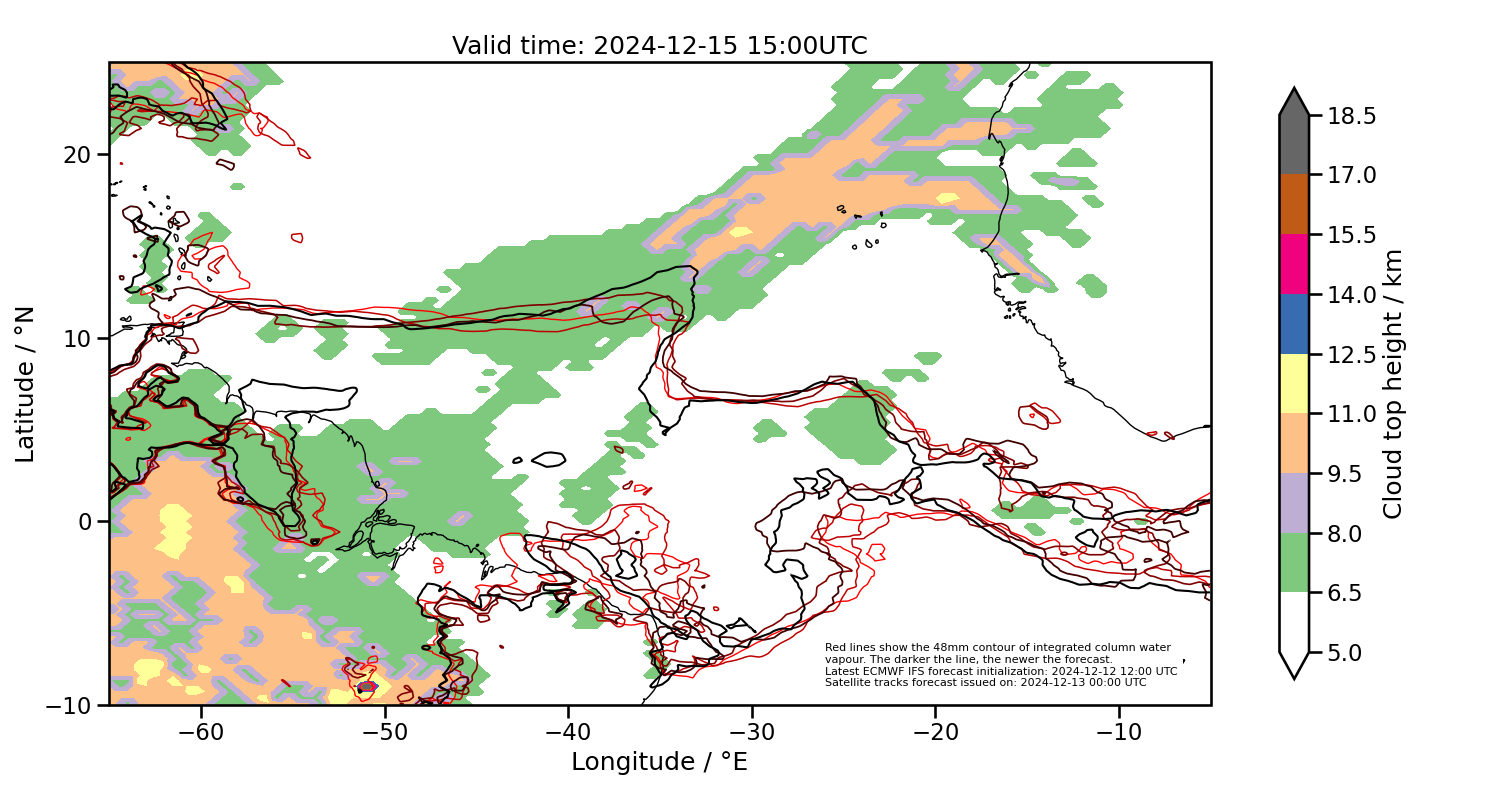 Valid time: 2024-12-15 15:00UTC
20
10
0
−10
Latitude / °N
−60
−50
−40
−30
−20
−10
Longitude / °E
Red lines show the 48mm contour of integrated column water
vapour. The darker the line, the newer the forecast.
Latest ECMWF IFS forecast initialization: 2024-12-12 12:00 UTC
Satellite tracks forecast issued on: 2024-12-13 00:00 UTC
18.5
17.0
15.5
14.0
12.5
11.0
9.5
8.0
6.5
5.0
Cloud top height / km